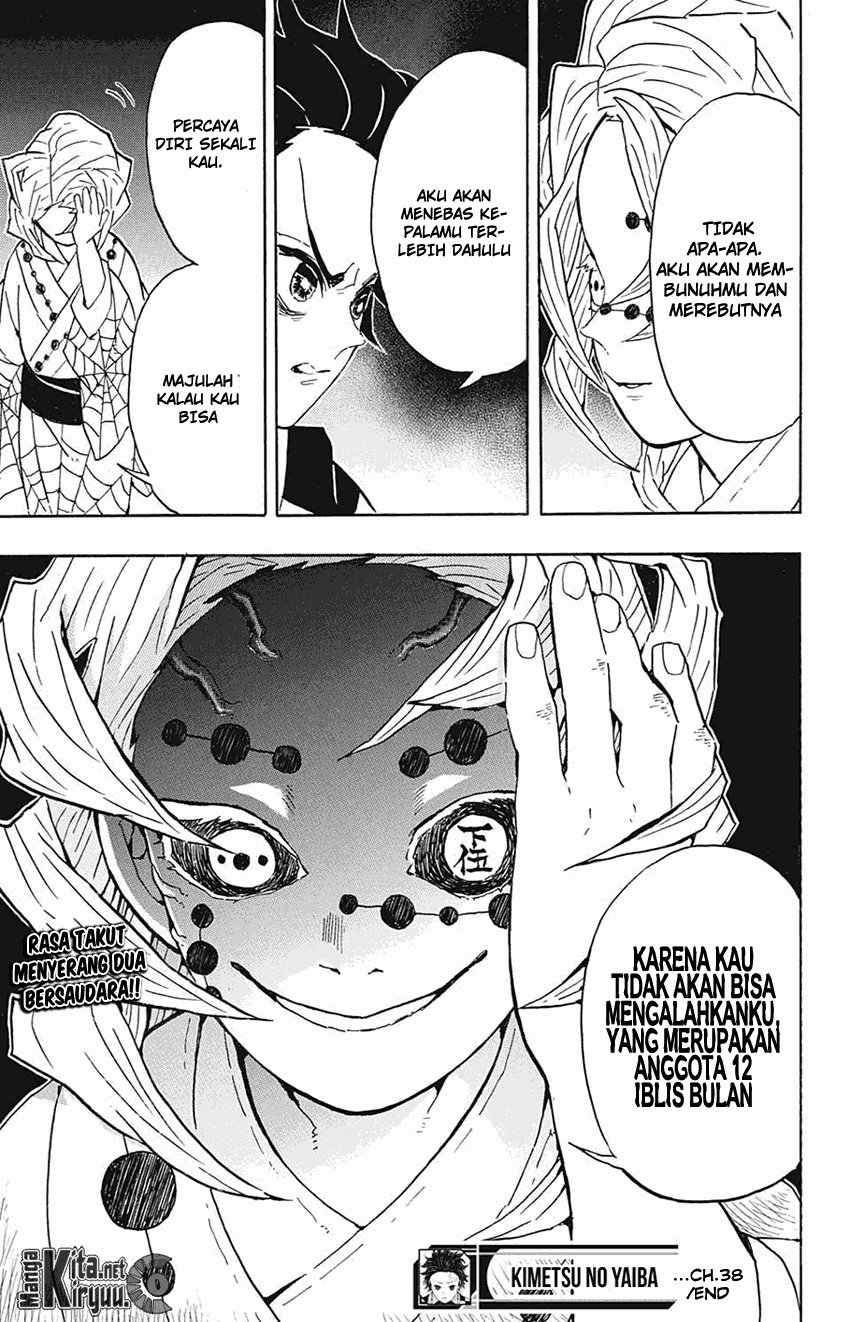 TIDAK
APA-APA.
AKU AKAN MEM-
BUNUHMU DAN
MEREBUTNYA
AKU AKAN
MENEBAS KE-
PALAMU TER-
LEBIH DAHULU
PERCAYA
DIRI SEKALI
KAU.
MAJULAH
KALAU KAU
BISA
下
伍
KARENA KAU
TIDAK AKAN BISA
MENGALAHKANKU,
YANG MERUPAKAN
ANGGOTA 12
IBLIS BULAN
RASA TAKUT
MENYERANG DUA
BERSAUDARA!!
Manga
Kita.net
Kiryuu.
KIMETSU NO YAIBA
...CH.38
/END